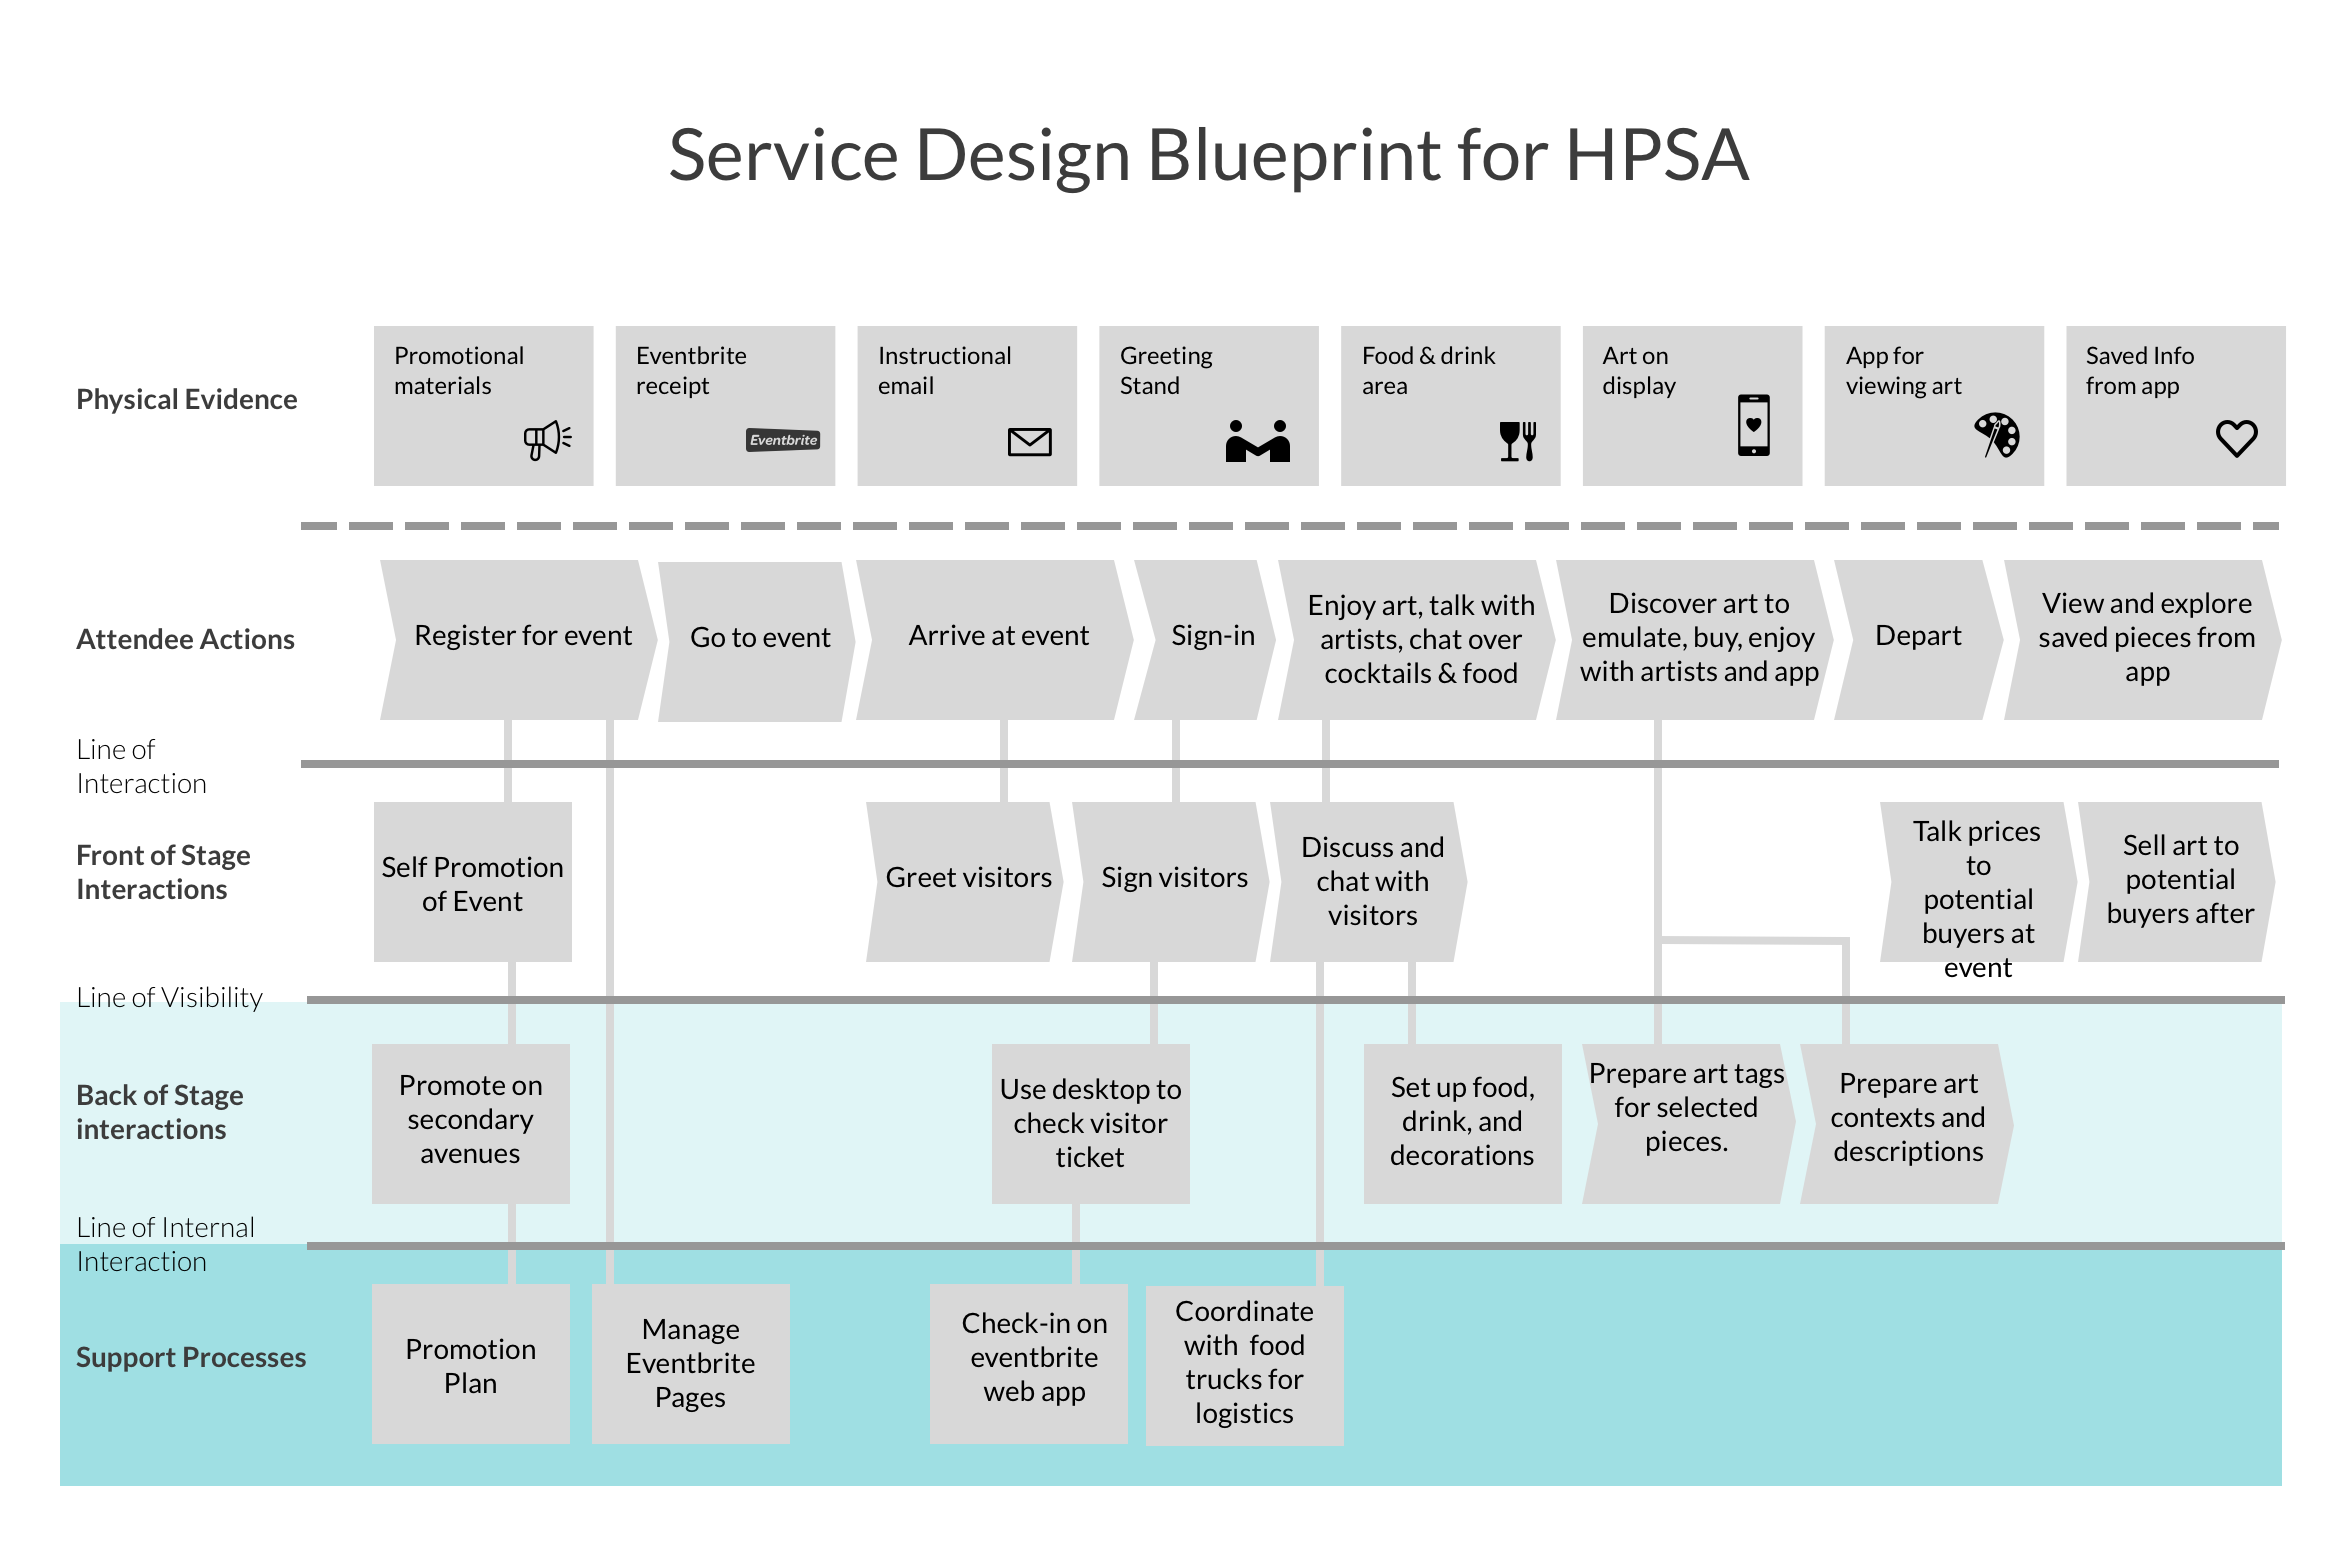 Service Design Blueprint for HPSA
Physical Evidence
Promotional
materials
Eventbrite
receipt
Eventbrite
Instructional
email
Greeting
Stand
Food & drink
area
Art on
display
App for
viewing art
Saved Info
from app
Attendee Actions
Register for event
Go to event
Arrive at event
Sign-in
Enjoy art, talk with
artists, chat over
cocktails & food
Discover art to
emulate, buy, enjoy
with artists and app
Depart
View and explore
saved pieces from
app
Line of
Interaction
Front of Stage
Interactions
Self Promotion
of Event
Greet visitors
Sign visitors
Discuss and
chat with
visitors
Talk prices
to
potential
buyers at
event
Sell art to
potential
buyers after
Line of Visibility
Back of Stage
interactions
Promote on
secondary
avenues
Use desktop to
check visitor
ticket
Set up food,
drink, and
decorations
Prepare art tags
for selected
pieces.
Prepare art
contexts and
descriptions
Line of Internal
Interaction
Support Processes
Promotion
Plan
Manage
Eventbrite
Pages
Check-in on
eventbrite
web app
Coordinate
with  food
trucks for
logistics